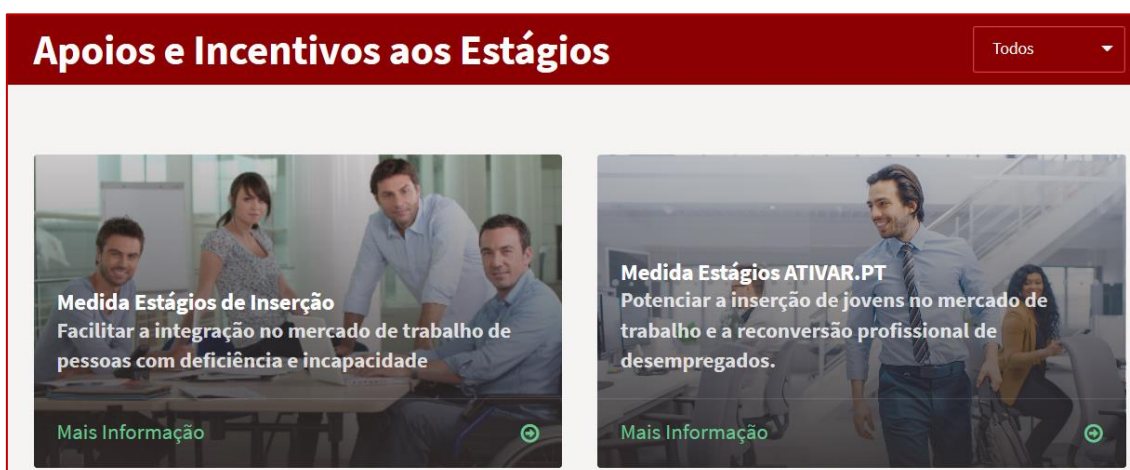 Apoios e Incentivos aos Estágios
Todos
Medida Estágios de Inserção
Facilitar a integração no mercado de trabalho de
pessoas com deficiência e incapacidade
Mais Informação
Medida Estágios ATIVAR.PT
Potenciar a inserção de jovens no mercado de
trabalho e a reconversão profissional de
desempregados.
Mais Informação